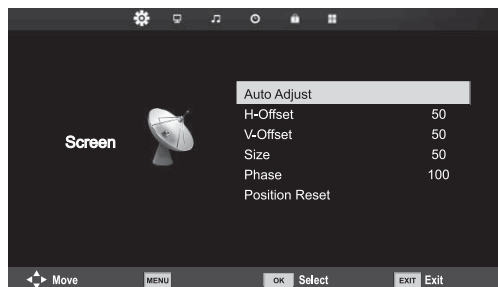 Auto Adjust
H-Offset 50
V-Offset 50
Screen
Size 50
Phase 100
Position Reset
Move MENU OK Select EXIT Exit